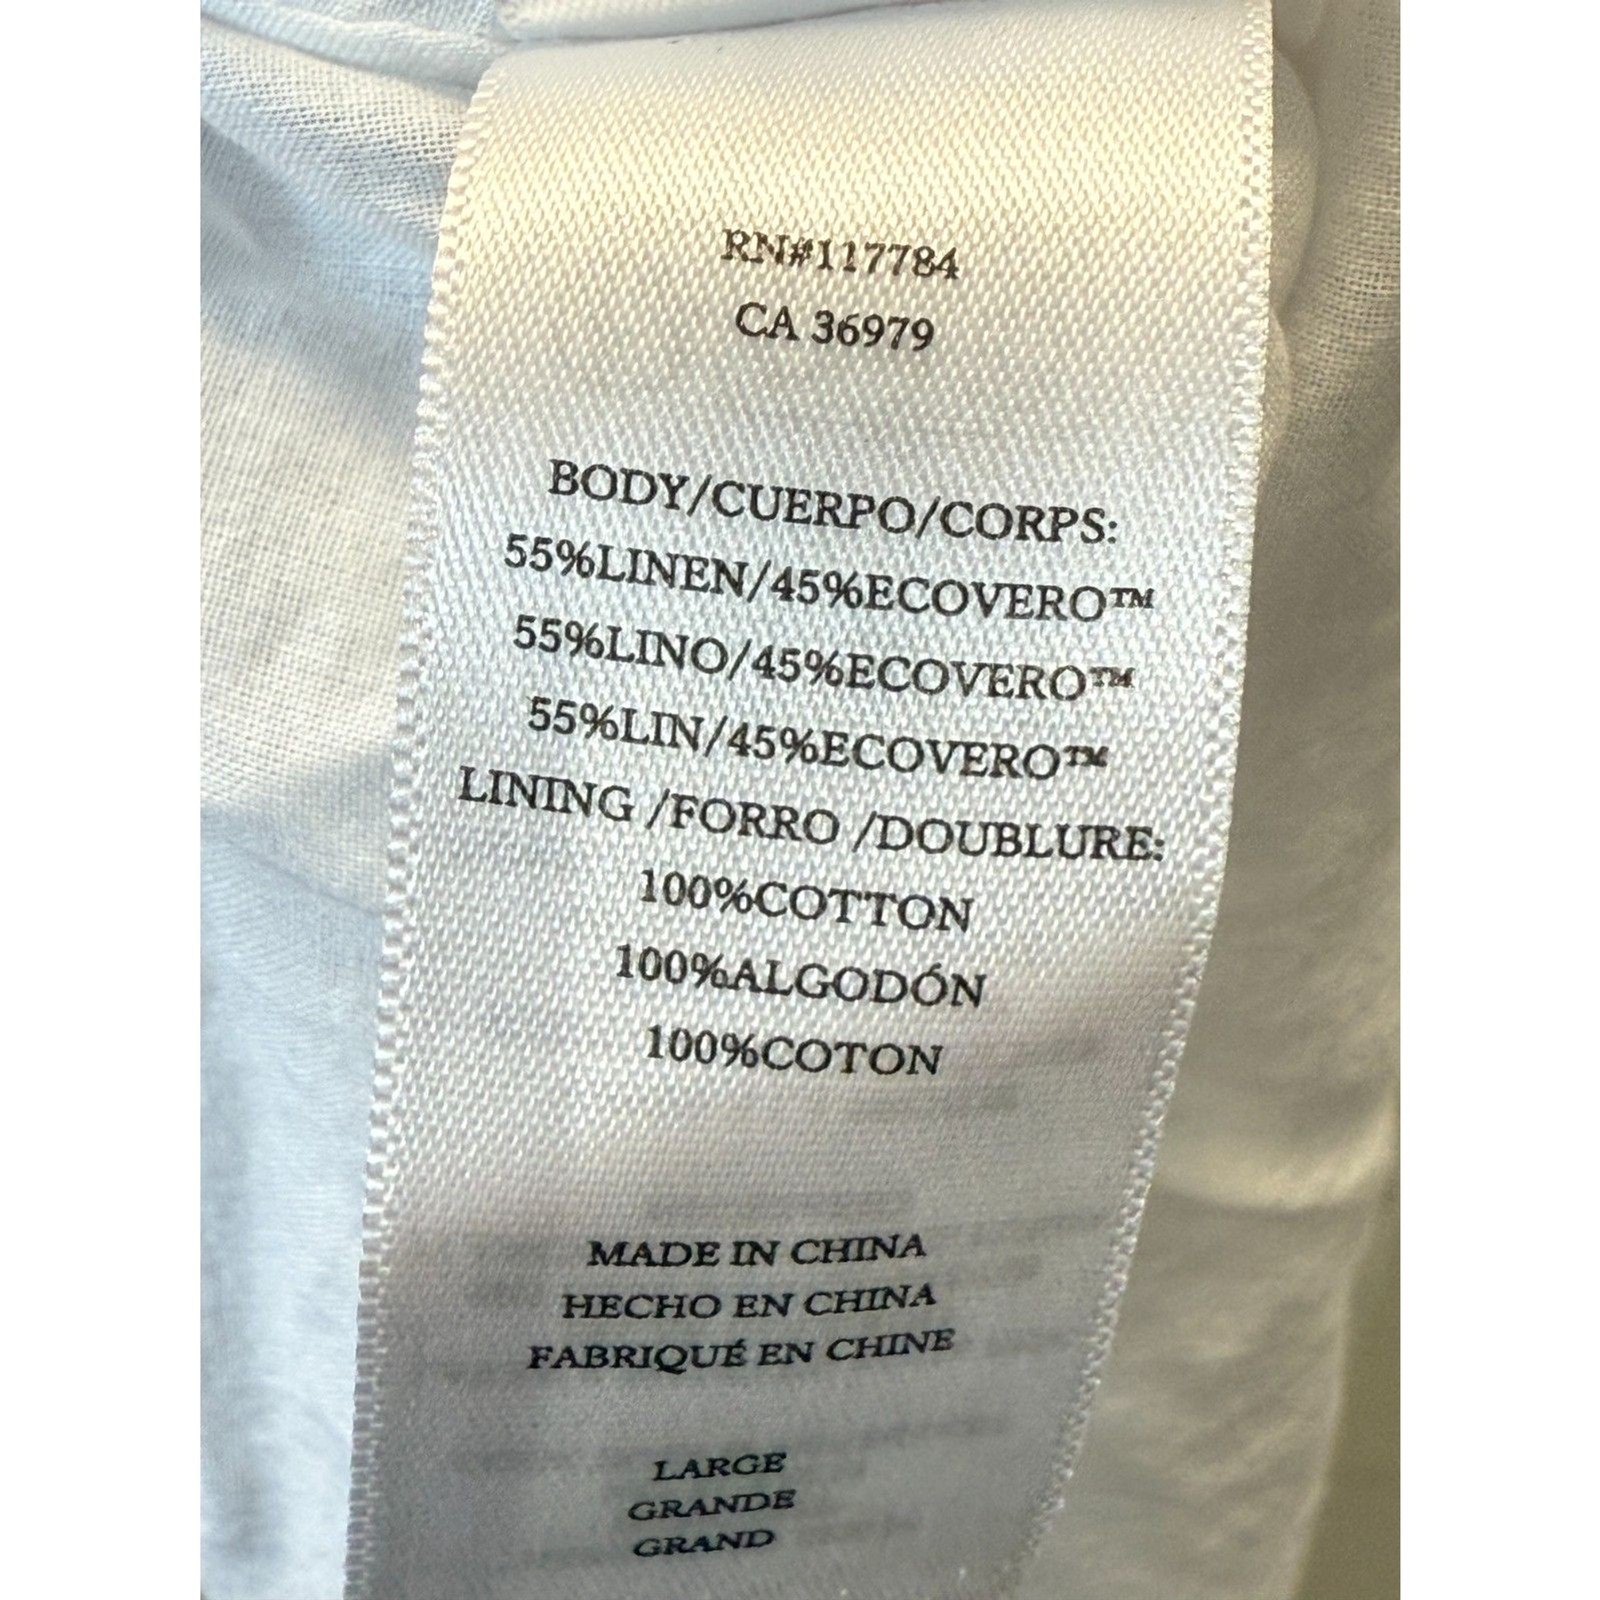 RN#117784
CA 36979
BODY/CUERPO/CORPS:
55%LINEN/45%ECOVERO™
55%LINO/45%ECOVERO™
55%LIN/45%ECOVERO™
LINING /FORRO /DOUBLURE:
100%COTTON
100%ALGODÓN
100%COTON
MADE IN CHINA
HECHO EN CHINA
FABRIQUÉ EN CHINE
LARGE
GRANDE
GRAND